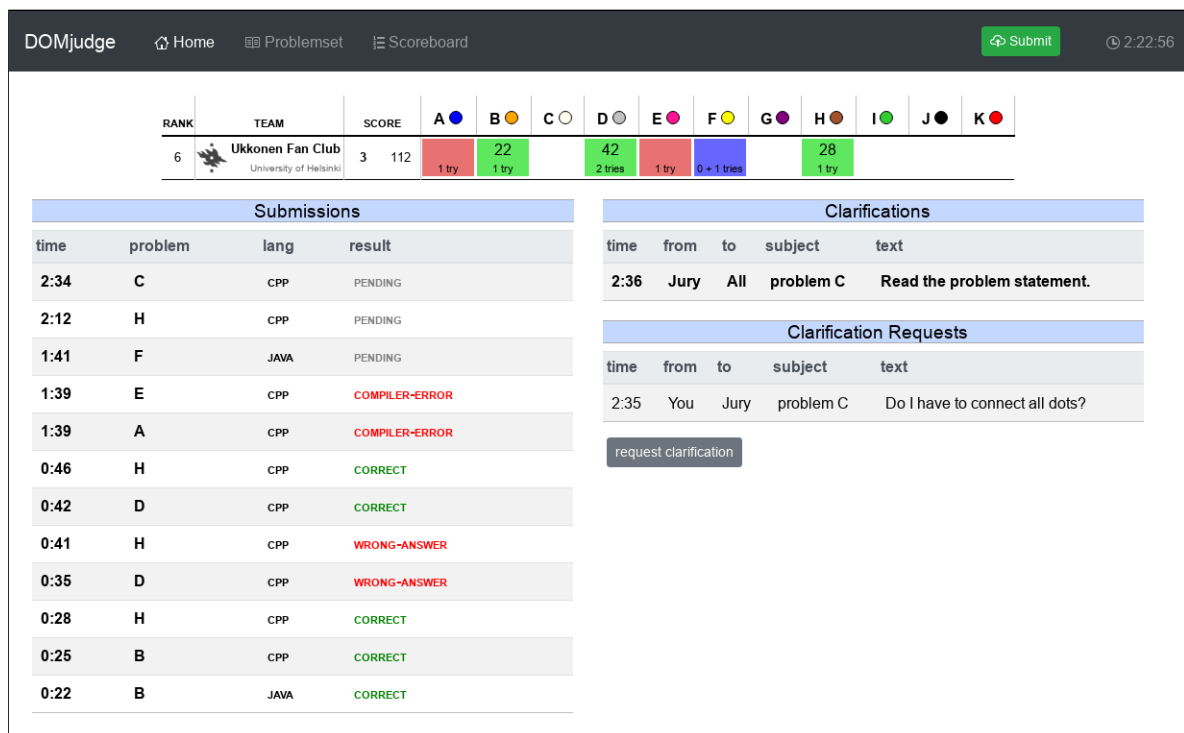 DOMjudge Home Problemset Scoreboard Submit 2:22:56
RANK TEAM SCORE A B C D E F G H I J K
6 Ukkonen Fan Club 3 112 22 42 28
University of Helsinki 1 try 1 try 2 tries 1 try 0 + 1 tries 1 try
Submissions
time problem lang result
2:34 C CPP PENDING
2:12 H CPP PENDING
1:41 F JAVA PENDING
1:39 E CPP COMPILER-ERROR
1:39 A CPP COMPILER-ERROR
0:46 H CPP CORRECT
0:42 D CPP CORRECT
0:41 H CPP WRONG-ANSWER
0:35 D CPP WRONG-ANSWER
0:28 H CPP CORRECT
0:25 B CPP CORRECT
0:22 B JAVA CORRECT
Clarifications
time from to subject text
2:36 Jury All problem C Read the problem statement.
Clarification Requests
time from to subject text
2:35 You Jury problem C Do I have to connect all dots?
request clarification